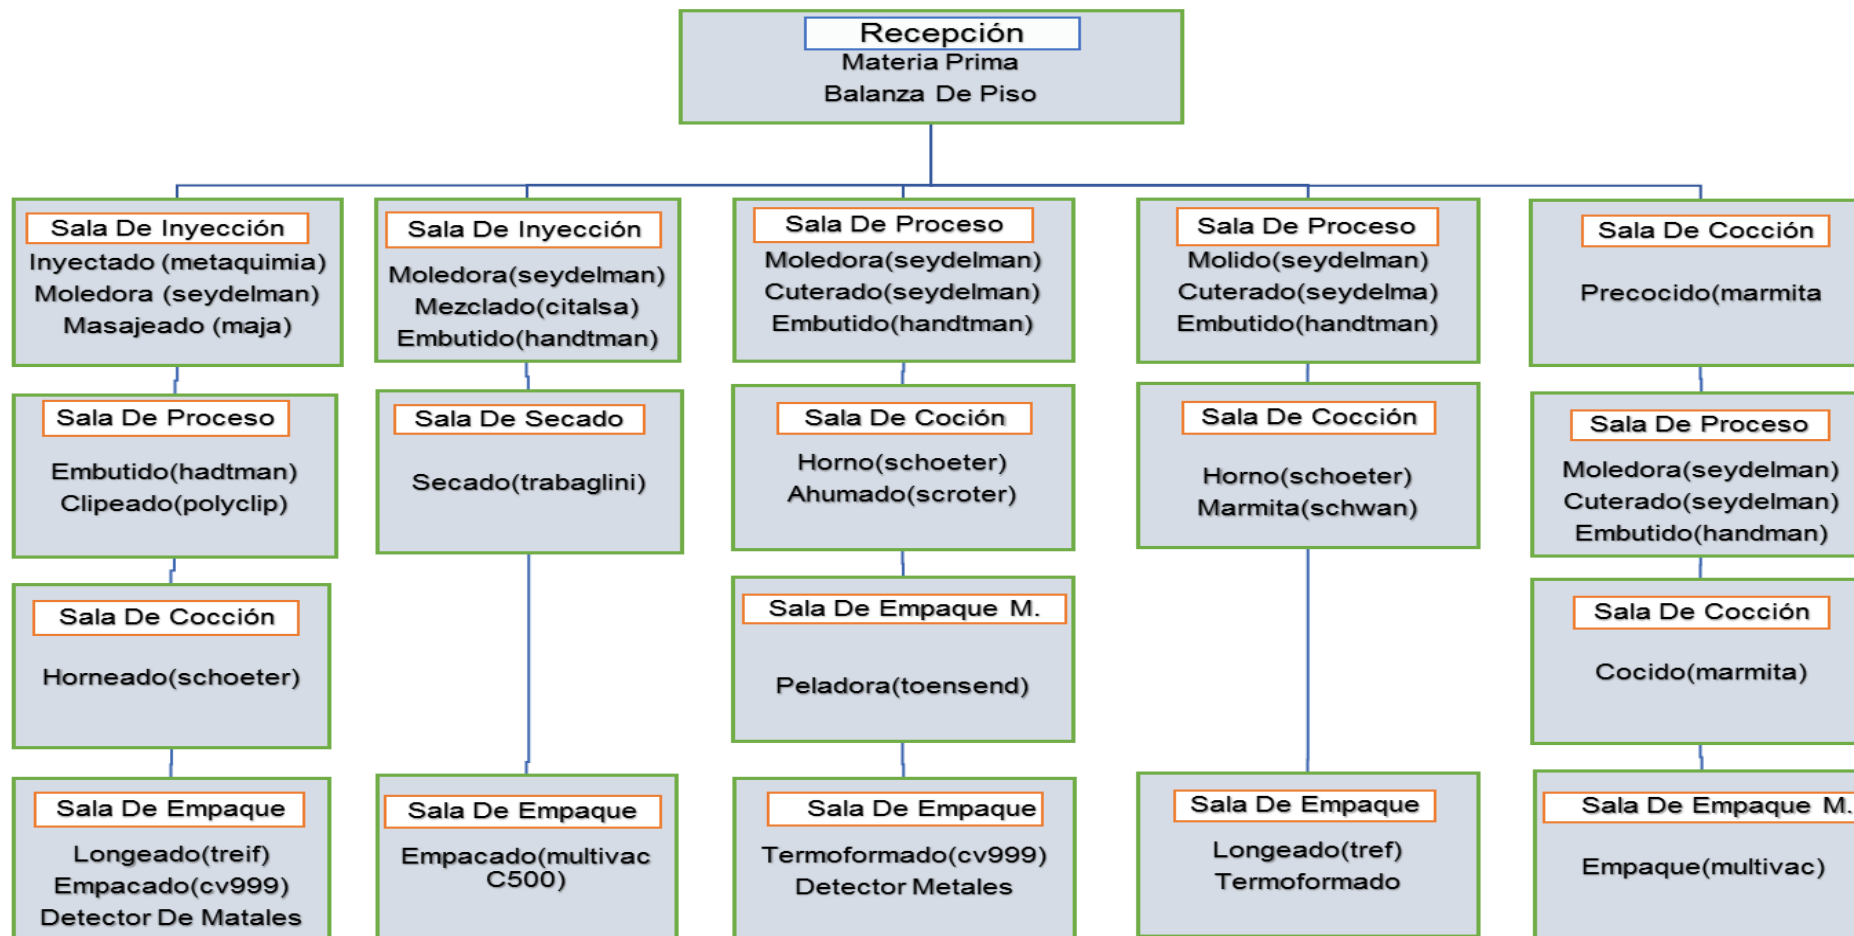 Recepción
Materia Prima
Balanza De Piso
Sala De Inyección
Inyectado (metaquimia)
Moledora (seydelman)
Masajeado (maja)
Sala De Proceso
Embutido(hadtman)
Clipeado(polyclip)
Sala De Cocción
Horneado(schoeter)
Sala De Empaque
Longeado(treif)
Empacado(cv999)
Detector De Matales
Sala De Inyección
Moledora(seydelman)
Mezclado(citalsa)
Embutido(handtman)
Sala De Secado
Secado(trabaglini)
Sala De Empaque
Empacado(multivac
C500)
Sala De Proceso
Moledora(seydelman)
Cuterado(seydelman)
Embutido(handtman)
Sala De Coción
Horno(schoeter)
Ahumado(scroter)
Sala De Empaque M.
Peladora(toensend)
Sala De Empaque
Termoformado(cv999)
Detector Metales
Sala De Proceso
Molido(seydelman)
Cuterado(seydelma)
Embutido(handtman)
Sala De Cocción
Horno(schoeter)
Marmita(schwan)
Sala De Empaque
Longeado(tref)
Termoformado
Sala De Cocción
Precocido(marmita
Sala De Proceso
Moledora(seydelman)
Cuterado(seydelman)
Embutido(handman)
Sala De Cocción
Cocido(marmita)
Sala De Empaque M.
Empaque(multivac)